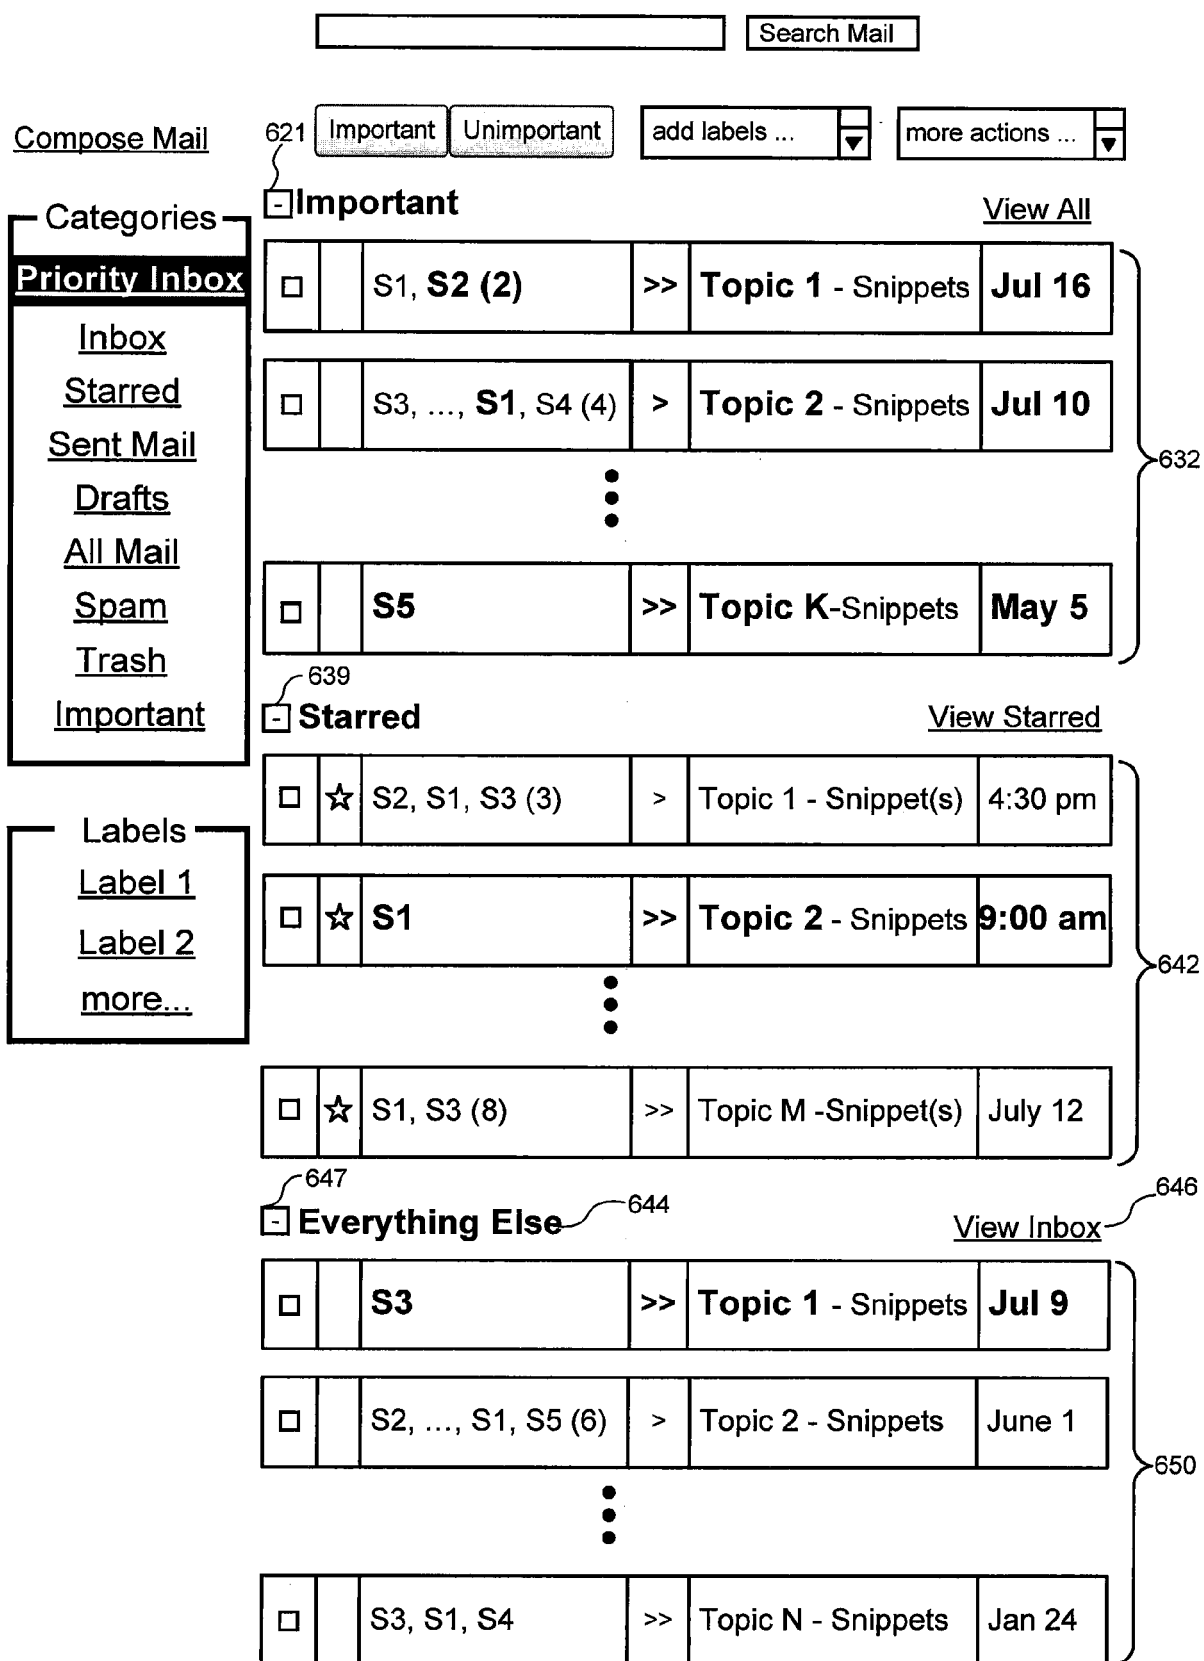 Search Mail
Compose Mail
621
Important
Unimportant
add labels ...
more actions ...
- Important
View All
Categories
Priority Inbox
Inbox
Starred
Sent Mail
Drafts
All Mail
Spam
Trash
Important
Labels
Label 1
Label 2
more...
S1, S2 (2) >> Topic 1 - Snippets Jul 16
S3, ..., S1, S4 (4) > Topic 2 - Snippets Jul 10
632
S5 >> Topic K-Snippets May 5
639
- Starred
View Starred
☆ S2, S1, S3 (3) > Topic 1 - Snippet(s) 4:30 pm
☆ S1 >> Topic 2 - Snippets 9:00 am
642
☆ S1, S3 (8) >> Topic M -Snippet(s) July 12
647
- Everything Else
644
View Inbox
646
S3 >> Topic 1 - Snippets Jul 9
S2, ..., S1, S5 (6) > Topic 2 - Snippets June 1
650
S3, S1, S4 >> Topic N - Snippets Jan 24